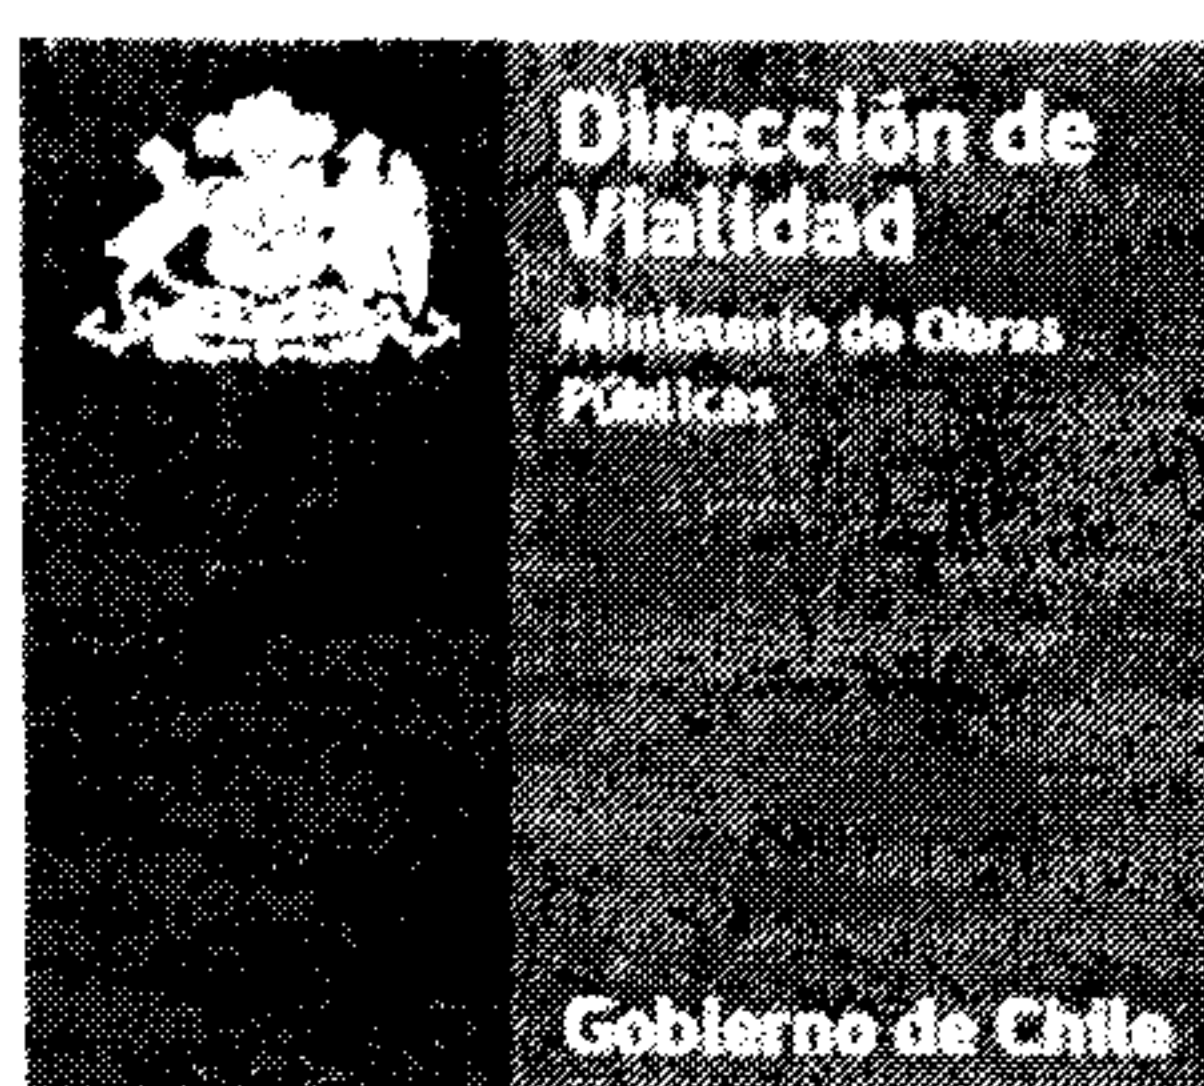 Dirección de
Vialidad
Ministerio de Obras
Públicas
Gobierno de Chile